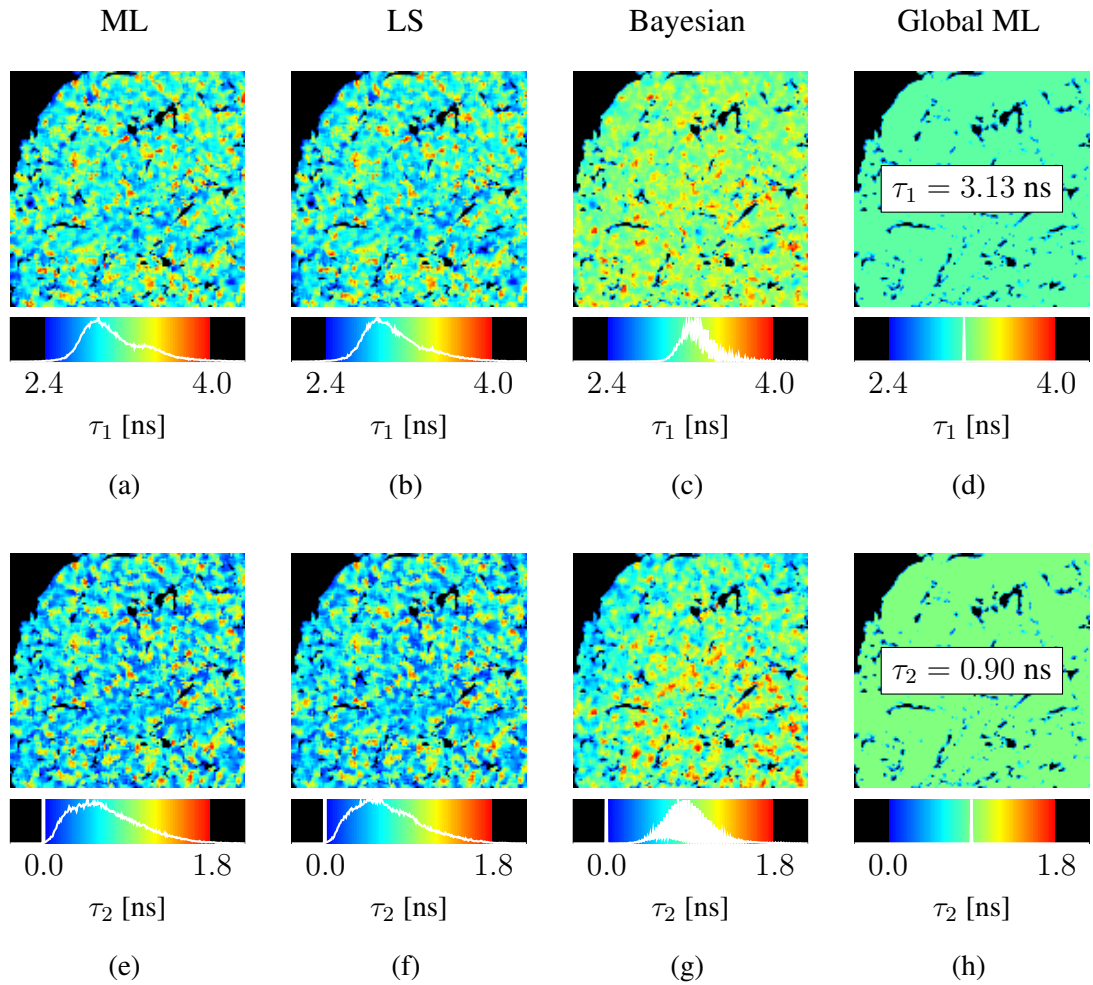 ML LS Bayesian Global ML
τ₁ = 3.13 ns
2.4 4.0 2.4 4.0 2.4 4.0 2.4 4.0
τ₁ [ns] τ₁ [ns] τ₁ [ns] τ₁ [ns]
(a) (b) (c) (d)
τ₂ = 0.90 ns
0.0 1.8 0.0 1.8 0.0 1.8 0.0 1.8
τ₂ [ns] τ₂ [ns] τ₂ [ns] τ₂ [ns]
(e) (f) (g) (h)